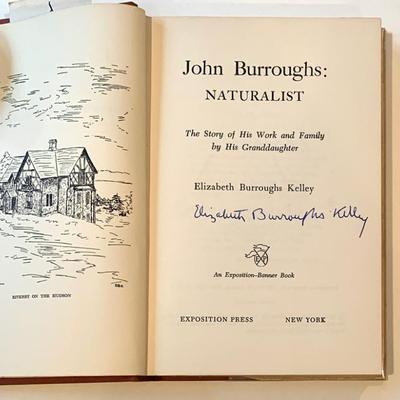 RIVERBY ON THE HUDSON
John Burroughs:
NATURALIST
The Story of His Work and Family
by His Granddaughter
Elizabeth Burroughs Kelley
Elizabeth Burroughs Kelley
An Exposition-Banner Book
EXPOSITION PRESS NEW YORK